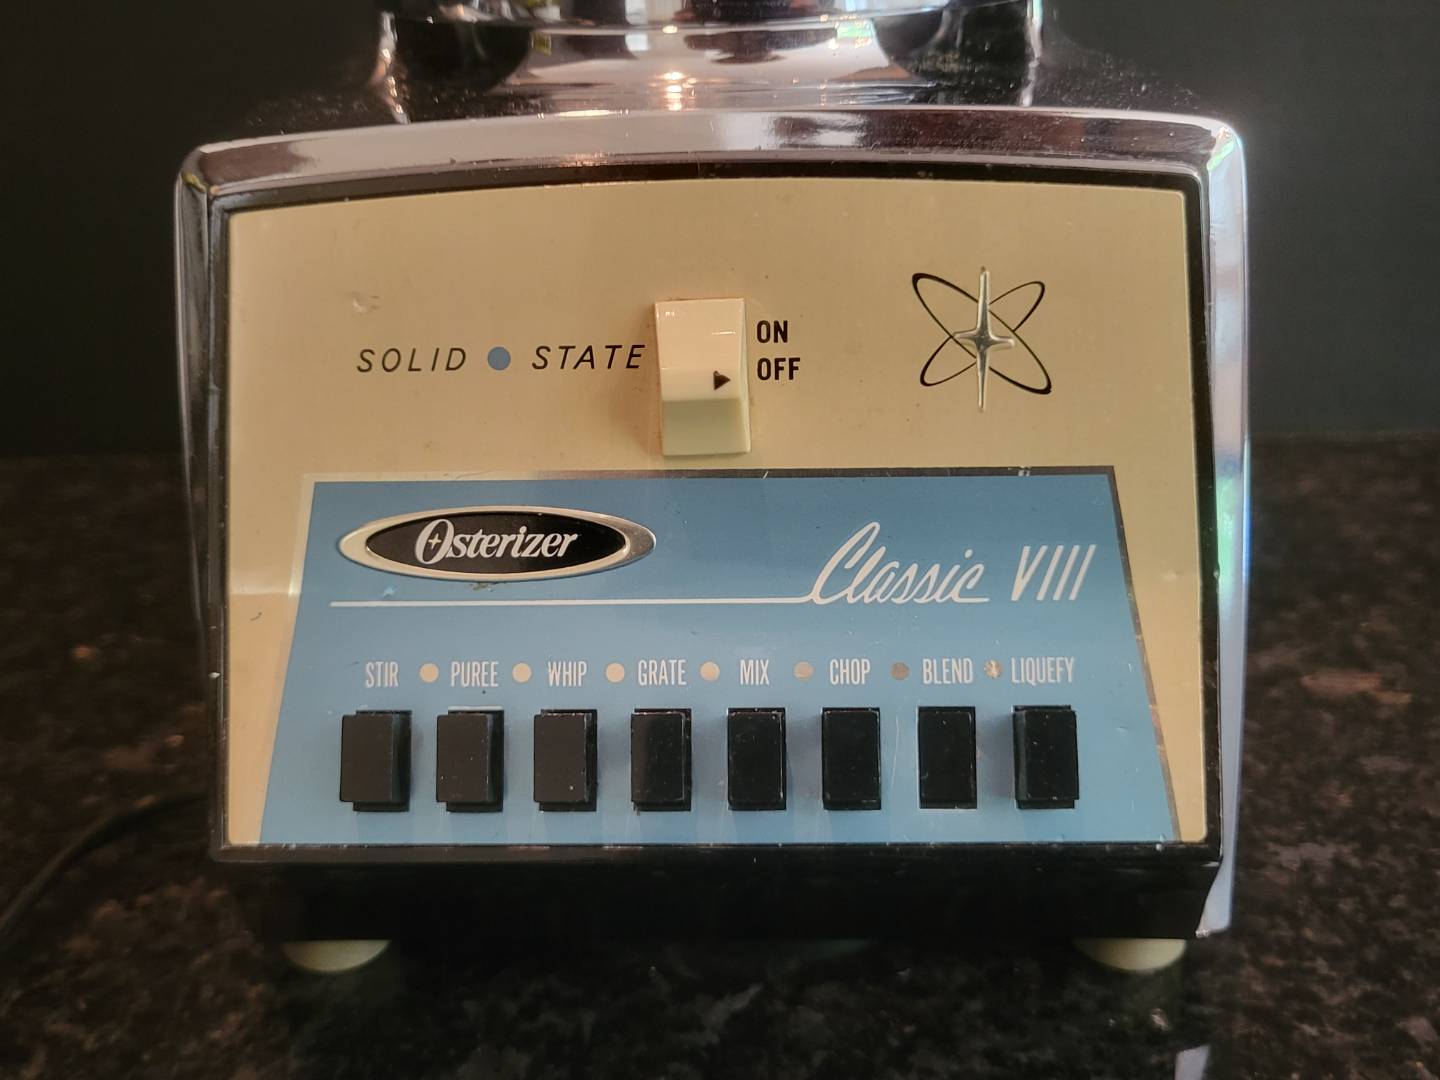 SOLID STATE
ON
OFF
Osterizer
Classic VIII
STIR PUREE WHIP GRATE MIX CHOP BLEND LIQUEFY